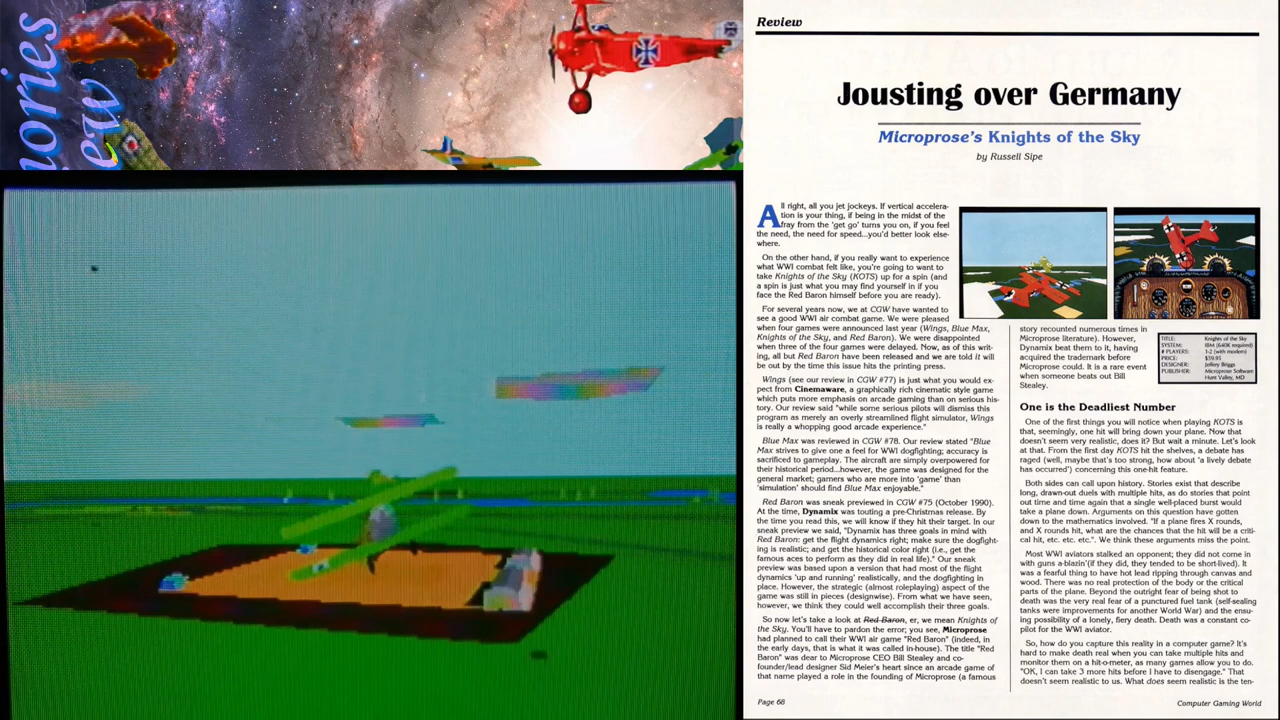 ories
ew
Review
Jousting over Germany
Microprose's Knights of the Sky
by Russell Sipe
All right, all you jet jockeys. If vertical accelera-
tion is your thing, if being in the midst of the
fray from the 'get go' turns you on, if you feel
the need, the need for speed...you'd better look else-
where.
On the other hand, if you really want to experience
what WWI combat felt like, you're going to want to
take Knights of the Sky (KOTS) up for a spin (and
a spin is just what you may find yourself in if you
face the Red Baron himself before you are ready).
For several years now, we at CGW have wanted to
see a good WWI air combat game. We were pleased
when four games were announced last year (Wings, Blue Max,
Knights of the Sky, and Red Baron). We were disappointed
when three of the four games were delayed. Now, as of this writ-
ing, all but Red Baron have been released and we are told it will
be out by the time this issue hits the printing press.
Wings (see our review in CGW #77) is just what you would ex-
pect from Cinemaware, a graphically rich cinematic style game
which puts more emphasis on arcade gaming than on serious his-
tory. Our review said "while some serious pilots will dismiss this
program as merely an overly streamlined flight simulator, Wings
is really a whopping good arcade experience."
Blue Max was reviewed in CGW #78. Our review stated "Blue
Max strives to give one a feel for WWI dogfighting; accuracy is
sacrificed to gameplay. The aircraft are simply overpowered for
their historical period...however, the game was designed for the
general market; gamers who are more into 'game' than
'simulation' should find Blue Max enjoyable."
Red Baron was sneak previewed in CGW #75 (October 1990).
At the time, Dynamix was touting a pre-Christmas release. By
the time you read this, we will know if they hit their target. In our
sneak preview we said, "Dynamix has three goals in mind with
Red Baron: get the flight dynamics right; make sure the dogfight-
ing is realistic; and get the historical color right (i.e., get the
famous aces to perform as they did in real life)." Our sneak
preview was based upon a version that had most of the flight
dynamics 'up and running' realistically, and the dogfighting in
place. However, the strategic (almost roleplaying) aspect of the
game was still in pieces (designwise). From what we have seen,
however, we think they could well accomplish their three goals.
So now let's take a look at Red Baron, er, we mean Knights of
the Sky. You'll have to pardon the error; you see, Microprose
had planned to call their WWI air game "Red Baron" (indeed, in
the early days, that is what it was called in-house). The title "Red
Baron" was dear to Microprose CEO Bill Stealey and co-
founder/lead designer Sid Meier's heart since an arcade game of
that name played a role in the founding of Microprose (a famous
story recounted numerous times in
Microprose literature). However,
Dynamix beat them to it, having
acquired the trademark before
Microprose could. It is a rare event
when someone beats out Bill
Stealey.
TITLE: Knights of the Sky
SYSTEM: IBM (640K required)
# PLAYERS: 1-2 (with modem)
PRICE: $59.95
DESIGNER: Jeffery Briggs
PUBLISHER: Microprose Software
Hunt Valley, MD
One is the Deadliest Number
One of the first things you will notice when playing KOTS is
that, seemingly, one hit will bring down your plane. Now that
doesn't seem very realistic, does it? But wait a minute. Let's look
at that. From the first day KOTS hit the shelves, a debate has
raged (well, maybe that's too strong, how about 'a lively debate
has occurred') concerning this one-hit feature.
Both sides can call upon history. Stories exist that describe
long, drawn-out duels with multiple hits, as do stories that point
out time and time again that a single well-placed burst would
take a plane down. Arguments on this question have gotten
down to the mathematics involved. "If a plane fires X rounds,
and X rounds hit, what are the chances that the hit will be a criti-
cal hit, etc. etc. etc.". We think these arguments miss the point.
Most WWI aviators stalked an opponent; they did not come in
with guns a-blazin'(if they did, they tended to be short-lived). It
was a fearful thing to have hot lead ripping through canvas and
wood. There was no real protection of the body or the critical
parts of the plane. Beyond the outright fear of being shot to
death was the very real fear of a punctured fuel tank (self-sealing
tanks were improvements for another World War) and the ensu-
ing possibility of a lonely, fiery death. Death was a constant co-
pilot for the WWI aviator.
So, how do you capture this reality in a computer game? It's
hard to make death real when you can take multiple hits and
monitor them on a hit-o-meter, as many games allow you to do.
"OK, I can take 3 more hits before I have to disengage." That
doesn't seem realistic to us. What does seem realistic is the ten-
Page 68
Computer Gaming World